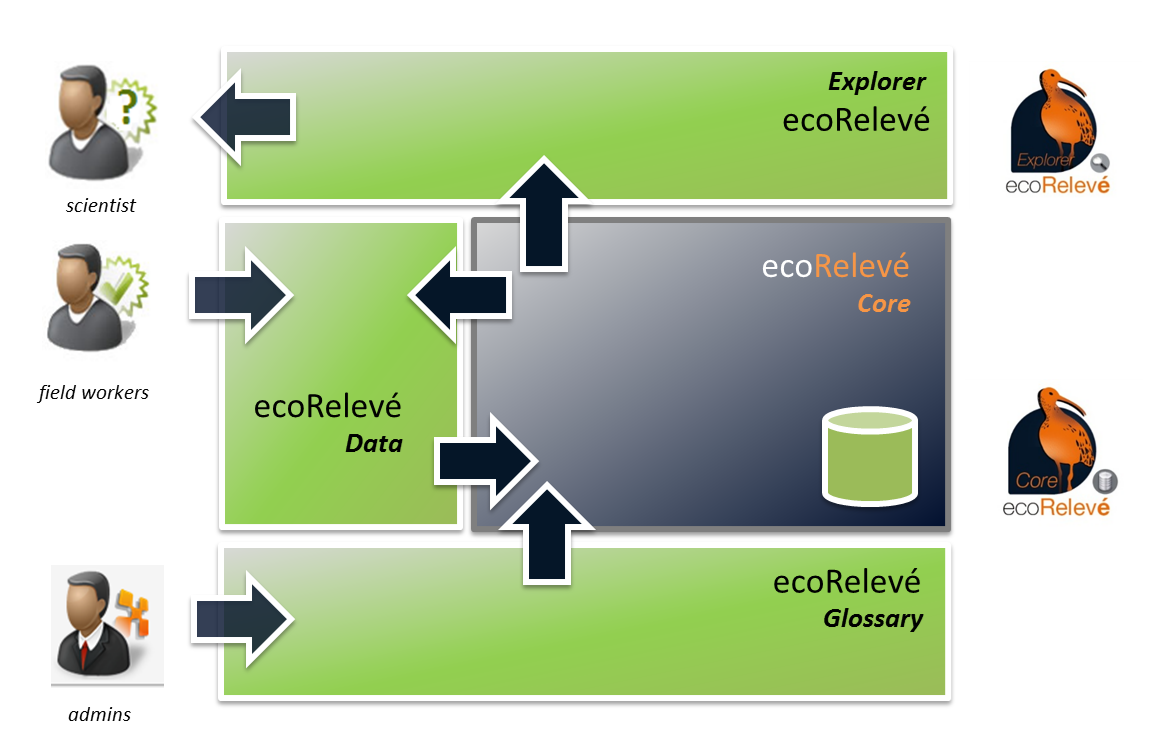 Explorer
ecoRelevé
?
scientist
Explorer
ecoRelevé
ecoRelevé
Core
field workers
ecoRelevé
Data
Core
ecoRelevé
ecoRelevé
Glossary
admins